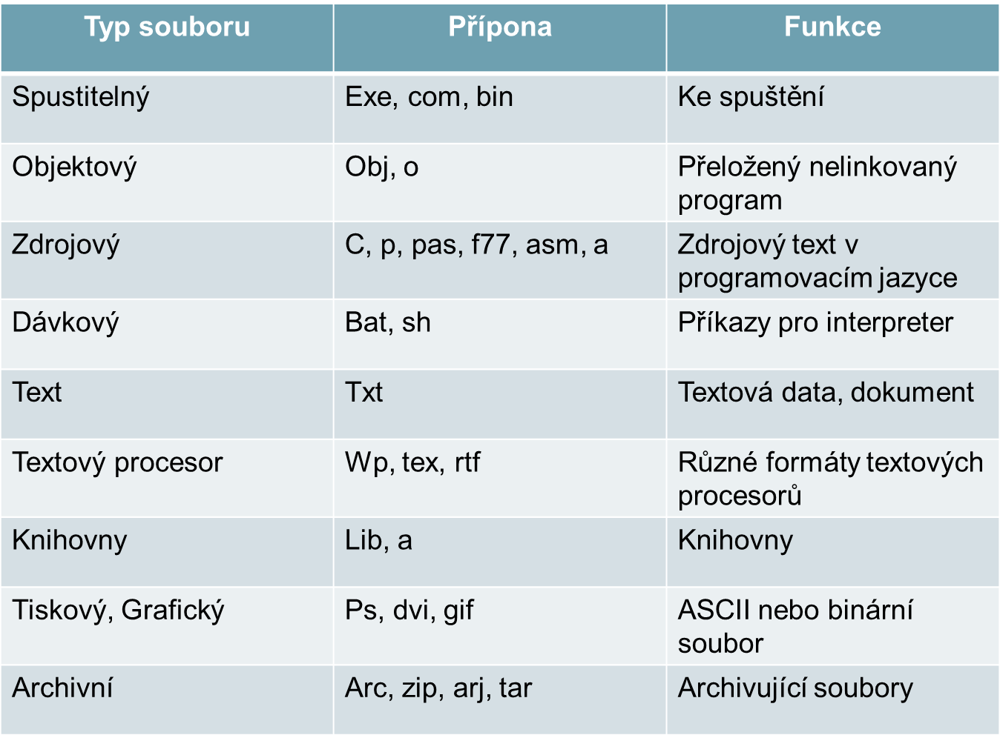 Typ souboru Přípona Funkce
Spustitelný Exe, com, bin Ke spuštění
Objektový Obj, o Přeložený nelinkovaný
program
Zdrojový C, p, pas, f77, asm, a Zdrojový text v
programovacím jazyce
Dávkový Bat, sh Příkazy pro interpreter
Text Txt Textová data, dokument
Textový procesor Wp, tex, rtf Různé formáty textových
procesorů
Knihovny Lib, a Knihovny
Tiskový, Grafický Ps, dvi, gif ASCII nebo binární
soubor
Archivní Arc, zip, arj, tar Archivující soubory